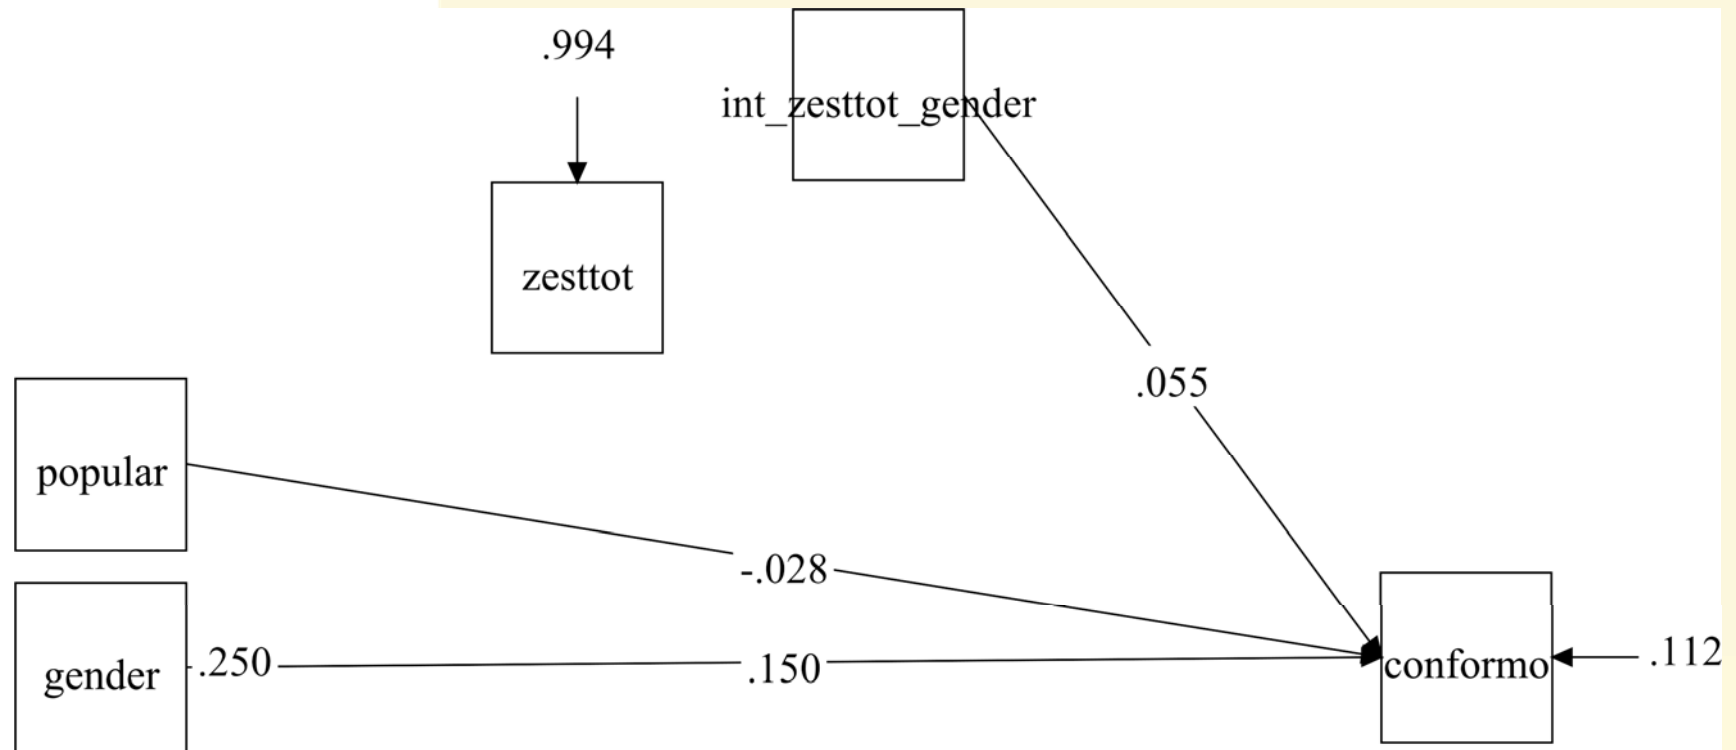 .994
int_zesttot_gender
zesttot
.055
popular
-.028
gender
.250
.150
conformo
.112